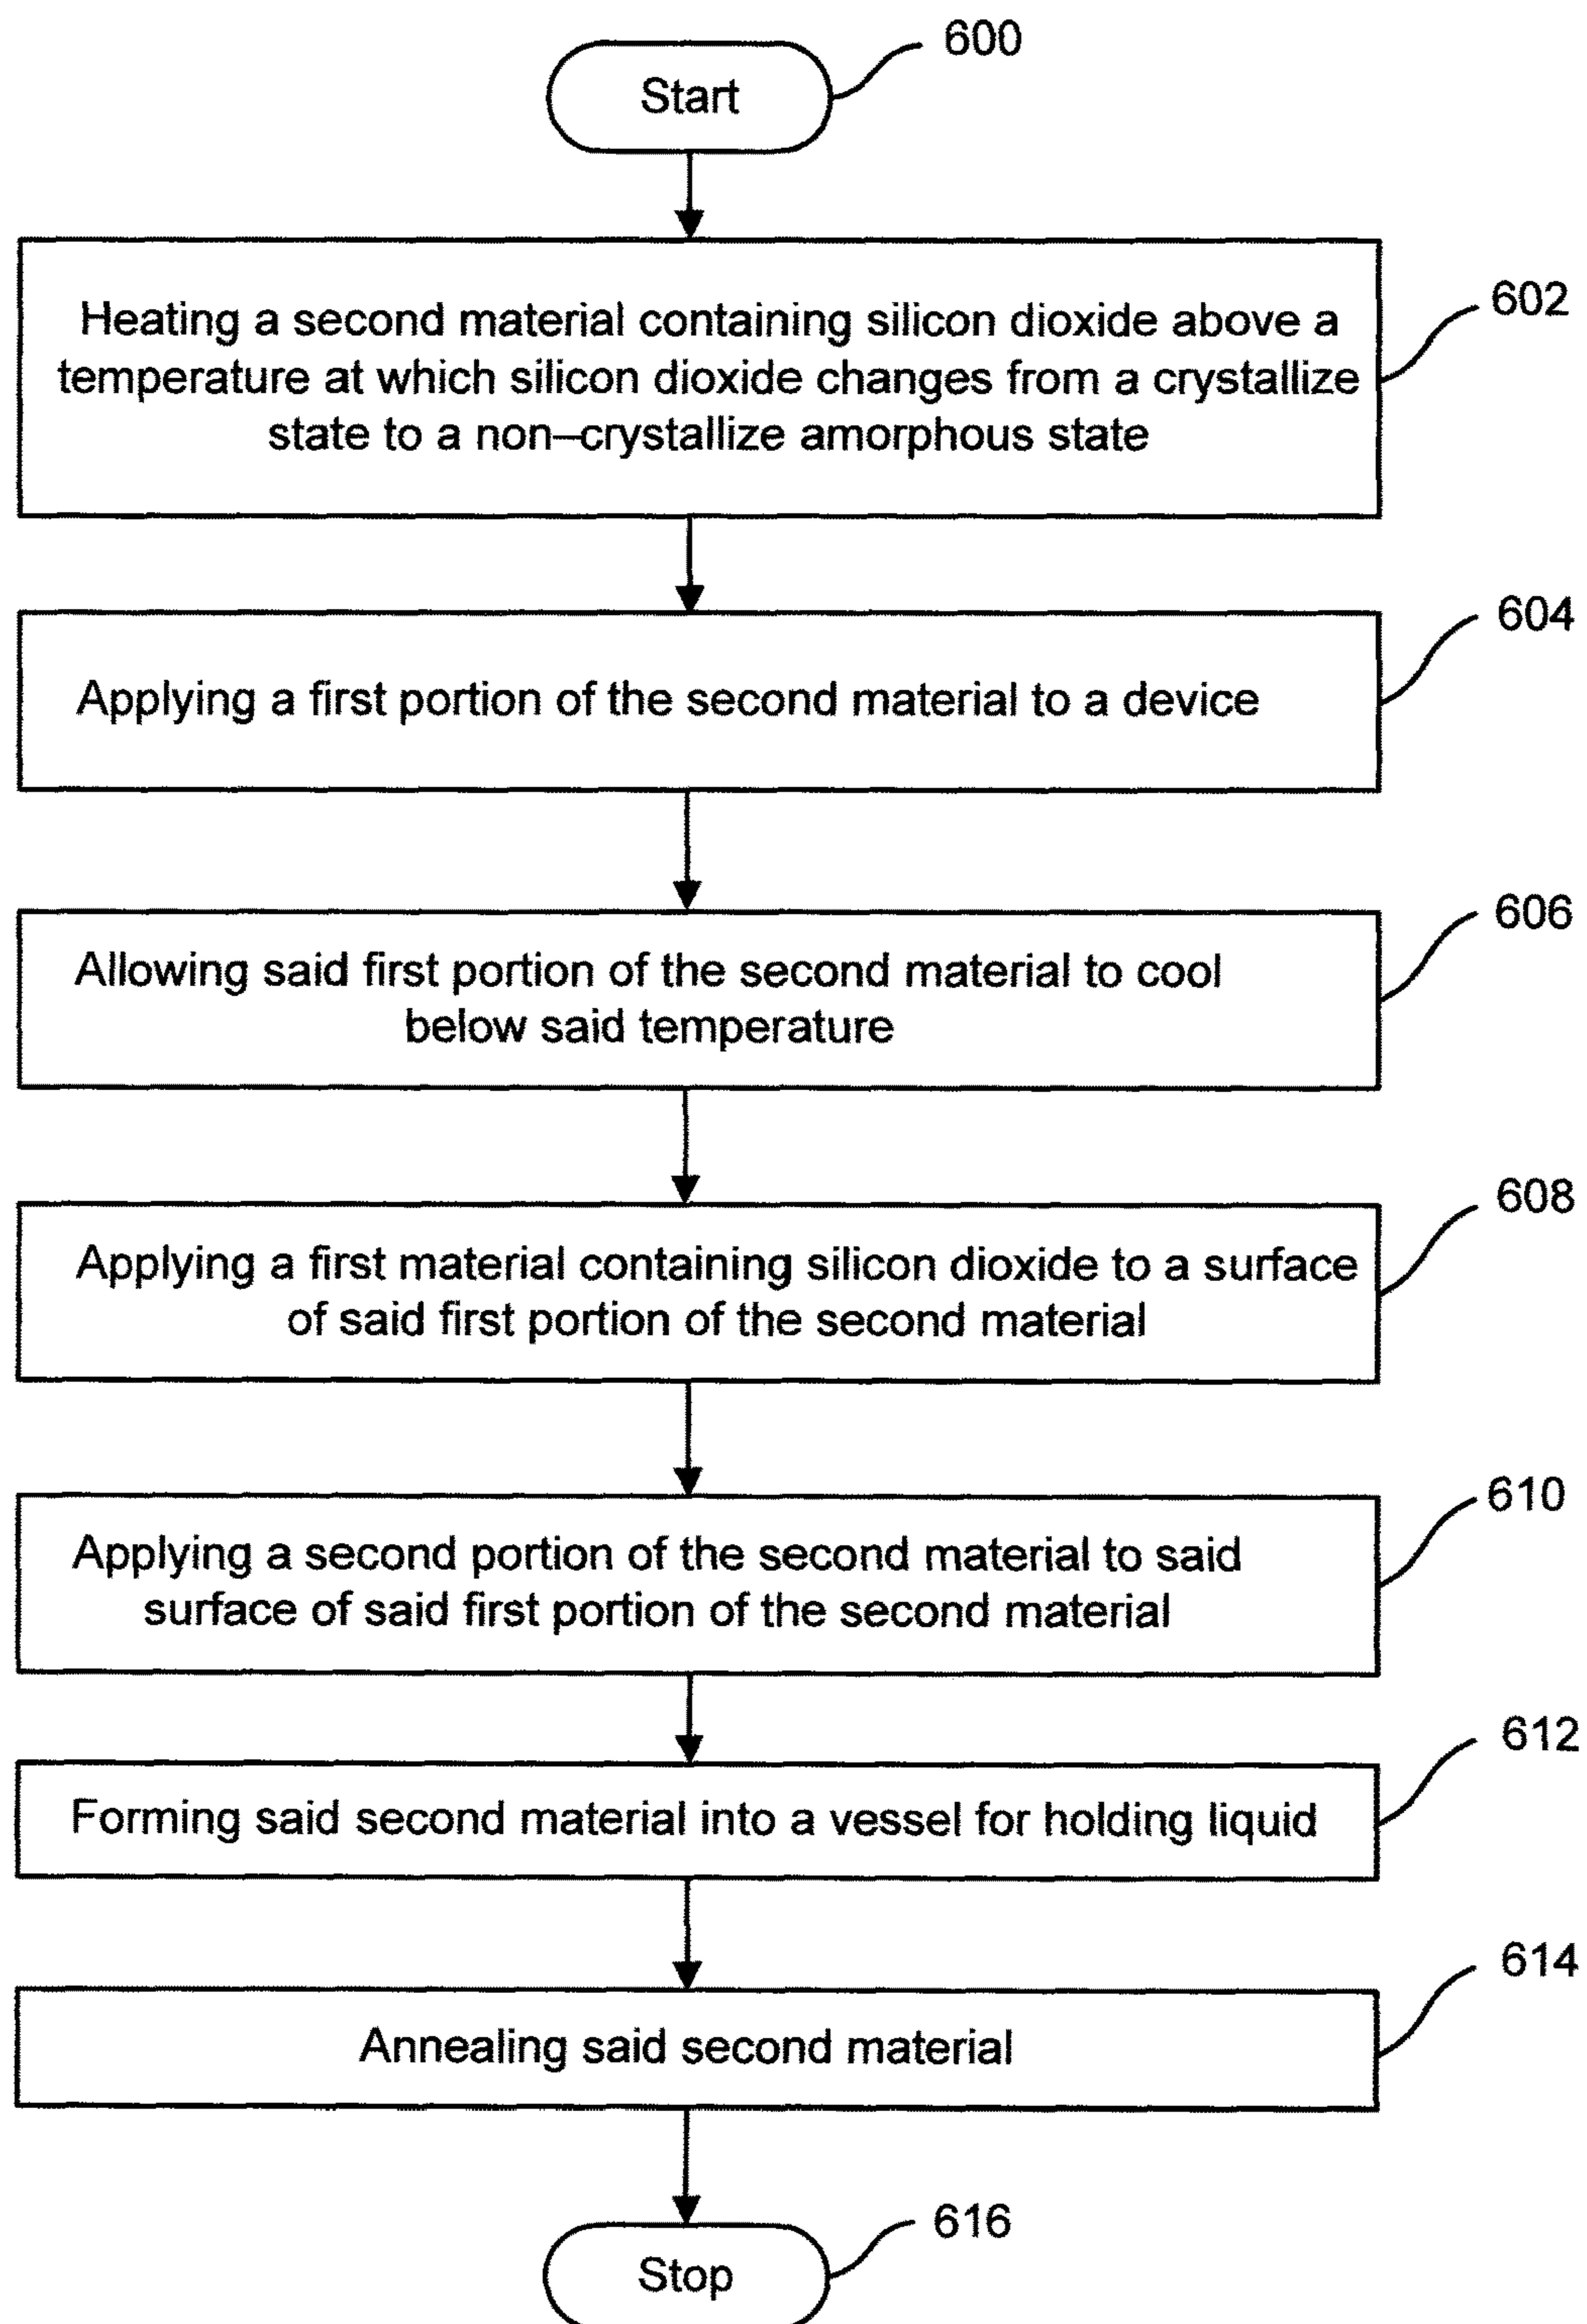 600
Start
602
Heating a second material containing silicon dioxide above a
temperature at which silicon dioxide changes from a crystallize
state to a non–crystallize amorphous state
604
Applying a first portion of the second material to a device
606
Allowing said first portion of the second material to cool
below said temperature
608
Applying a first material containing silicon dioxide to a surface
of said first portion of the second material
610
Applying a second portion of the second material to said
surface of said first portion of the second material
612
Forming said second material into a vessel for holding liquid
614
Annealing said second material
616
Stop